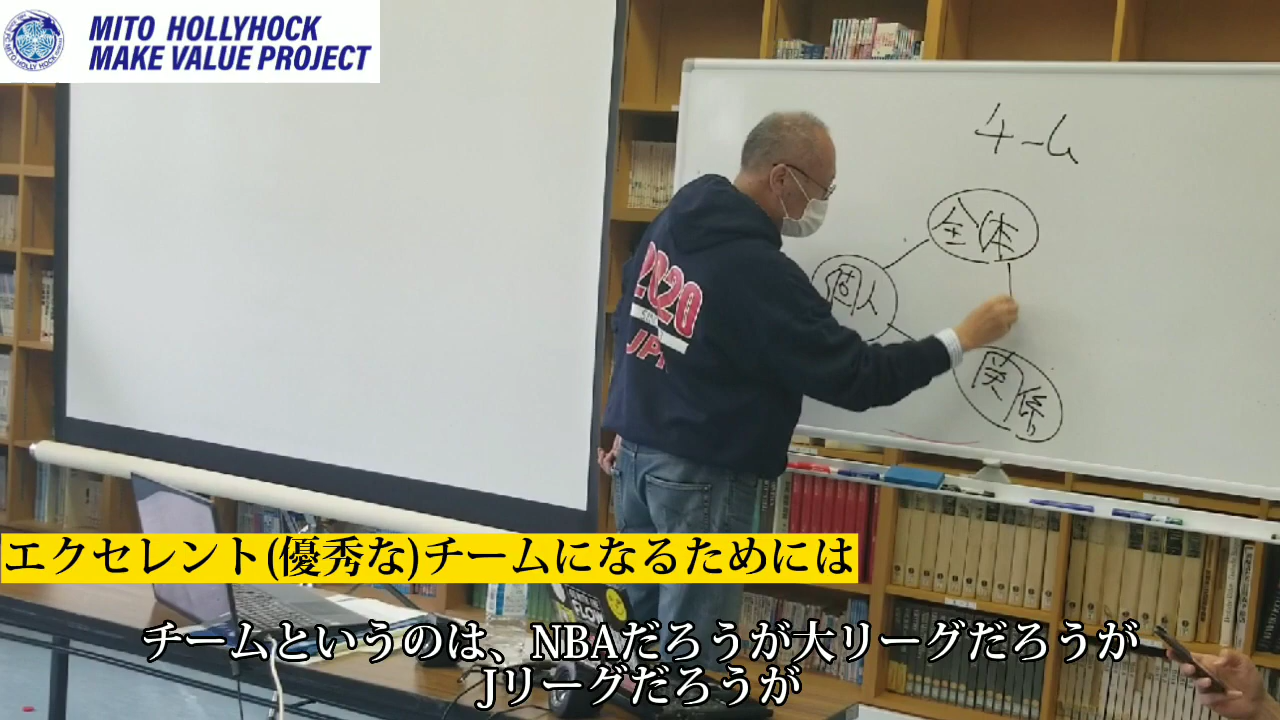 MITO HOLLYHOCK
MAKE VALUE PROJECT
チーム
全体
個人
関係
2020
エクセレント(優秀な)チームになるためには
チームというのは、NBAだろうが大リーグだろうが
Jリーグだろうが